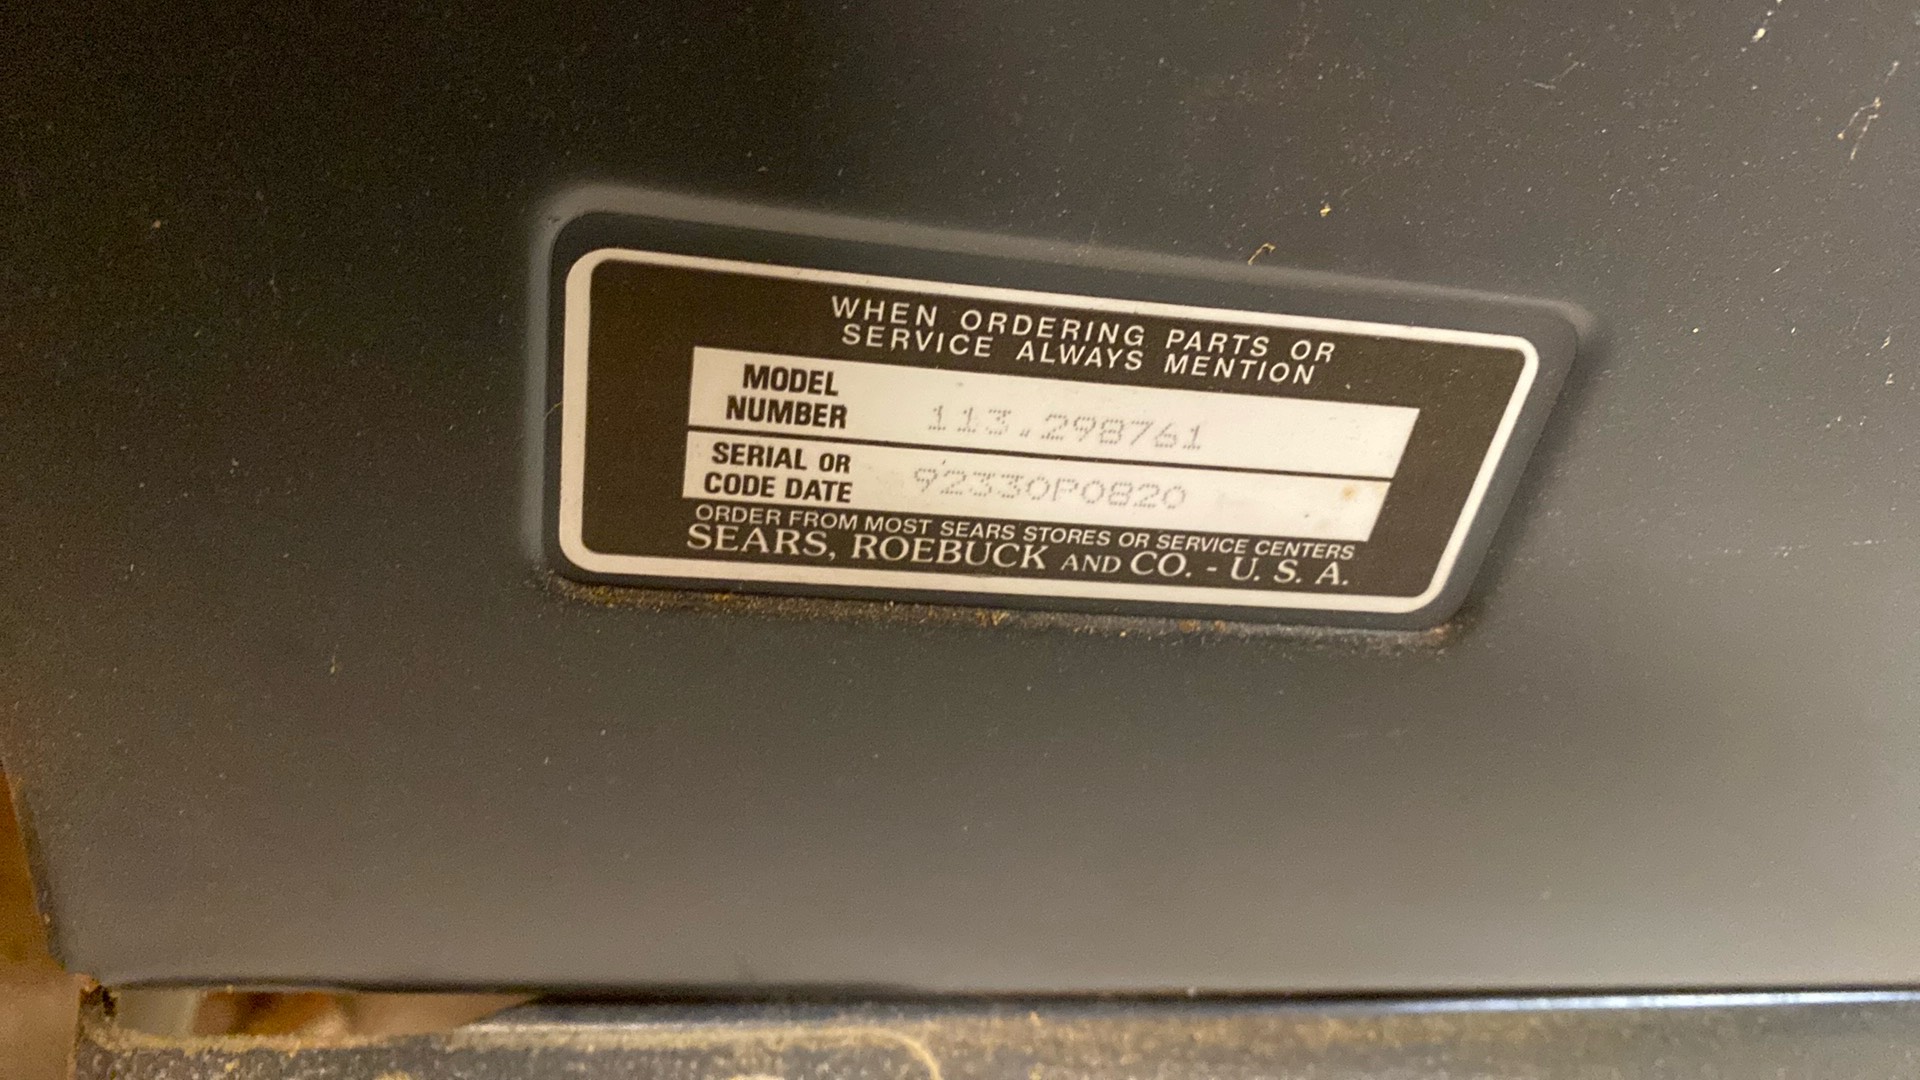 WHEN ORDERING PARTS OR
SERVICE ALWAYS MENTION
MODEL
NUMBER 113.298761
SERIAL OR
CODE DATE 92330P0820
ORDER FROM MOST SEARS STORES OR SERVICE CENTERS
SEARS, ROEBUCK AND CO. - U. S. A.